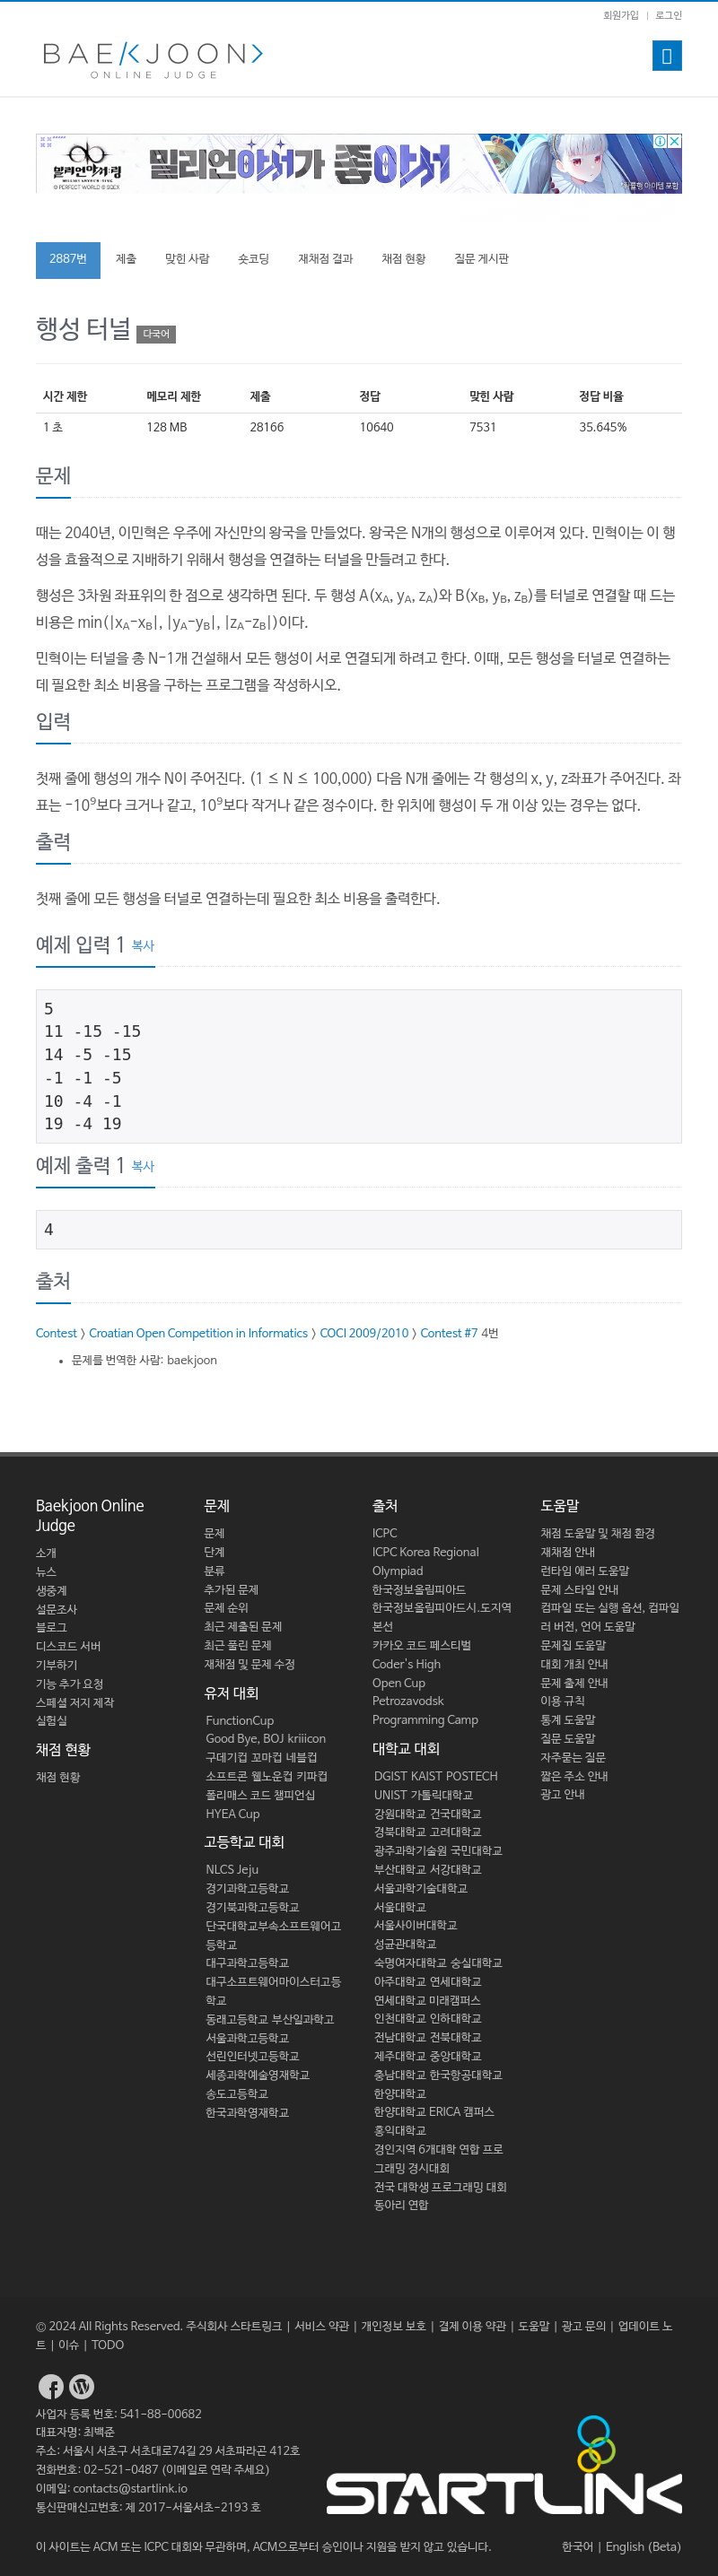 회원가입 | 로그인
BAEKJOON>
ONLINE JUDGE
밀리언아서가 좀아서
© PERFECT WORLD © SQEX
2887번 제출 맞힌 사람 숏코딩 재채점 결과 채점 현황 질문 게시판
행성 터널 다국어
시간 제한 메모리 제한 제출 정답 맞힌 사람 정답 비율
1 초 128 MB 28166 10640 7531 35.645%
문제
때는 2040년, 이민혁은 우주에 자신만의 왕국을 만들었다. 왕국은 N개의 행성으로 이루어져 있다. 민혁이는 이 행
성을 효율적으로 지배하기 위해서 행성을 연결하는 터널을 만들려고 한다.
행성은 3차원 좌표위의 한 점으로 생각하면 된다. 두 행성 A(xA, yA, zA)와 B(xB, yB, zB)를 터널로 연결할 때 드는
비용은 min(|xA-xB|, |yA-yB|, |zA-zB|)이다.
민혁이는 터널을 총 N-1개 건설해서 모든 행성이 서로 연결되게 하려고 한다. 이때, 모든 행성을 터널로 연결하는
데 필요한 최소 비용을 구하는 프로그램을 작성하시오.
입력
첫째 줄에 행성의 개수 N이 주어진다. (1 ≤ N ≤ 100,000) 다음 N개 줄에는 각 행성의 x, y, z좌표가 주어진다. 좌
표는 -10⁹보다 크거나 같고, 10⁹보다 작거나 같은 정수이다. 한 위치에 행성이 두 개 이상 있는 경우는 없다.
출력
첫째 줄에 모든 행성을 터널로 연결하는데 필요한 최소 비용을 출력한다.
예제 입력 1 복사
5
11 -15 -15
14 -5 -15
-1 -1 -5
10 -4 -1
19 -4 19
예제 출력 1 복사
4
출처
Contest > Croatian Open Competition in Informatics > COCI 2009/2010 > Contest #7 4번
• 문제를 번역한 사람: baekjoon
Baekjoon Online
Judge
소개
뉴스
생중계
설문조사
블로그
디스코드 서버
기부하기
기능 추가 요청
스페셜 저지 제작
실험실
채점 현황
채점 현황
문제
문제
단계
분류
추가된 문제
문제 순위
최근 제출된 문제
최근 풀린 문제
재채점 및 문제 수정
유저 대회
FunctionCup
Good Bye, BOJ kriiicon
구데기컵 꼬마컵 네블컵
소프트콘 웰노운컵 키파컵
폴리매스 코드 챔피언십
HYEA Cup
고등학교 대회
NLCS Jeju
경기과학고등학교
경기북과학고등학교
단국대학교부속소프트웨어고
등학교
대구과학고등학교
대구소프트웨어마이스터고등
학교
동래고등학교 부산일과학고
서울과학고등학교
선린인터넷고등학교
세종과학예술영재학교
송도고등학교
한국과학영재학교
출처
ICPC
ICPC Korea Regional
Olympiad
한국정보올림피아드
한국정보올림피아드시.도지역
본선
카카오 코드 페스티벌
Coder's High
Open Cup
Petrozavodsk
Programming Camp
대학교 대회
DGIST KAIST POSTECH
UNIST 가톨릭대학교
강원대학교 건국대학교
경북대학교 고려대학교
광주과학기술원 국민대학교
부산대학교 서강대학교
서울과학기술대학교
서울대학교
서울사이버대학교
성균관대학교
숙명여자대학교 숭실대학교
아주대학교 연세대학교
연세대학교 미래캠퍼스
인천대학교 인하대학교
전남대학교 전북대학교
제주대학교 중앙대학교
충남대학교 한국항공대학교
한양대학교
한양대학교 ERICA 캠퍼스
홍익대학교
경인지역 6개대학 연합 프로
그래밍 경시대회
전국 대학생 프로그래밍 대회
동아리 연합
도움말
채점 도움말 및 채점 환경
재채점 안내
런타임 에러 도움말
문제 스타일 안내
컴파일 또는 실행 옵션, 컴파일
러 버전, 언어 도움말
문제집 도움말
대회 개최 안내
문제 출제 안내
이용 규칙
통계 도움말
질문 도움말
자주묻는 질문
짧은 주소 안내
광고 안내
© 2024 All Rights Reserved. 주식회사 스타트링크 | 서비스 약관 | 개인정보 보호 | 결제 이용 약관 | 도움말 | 광고 문의 | 업데이트 노
트 | 이슈 | TODO
사업자 등록 번호: 541-88-00682
대표자명: 최백준
주소: 서울시 서초구 서초대로74길 29 서초파라곤 412호
전화번호: 02-521-0487 (이메일로 연락 주세요)
이메일: contacts@startlink.io
통신판매신고번호: 제 2017-서울서초-2193 호
STARTLINK
이 사이트는 ACM 또는 ICPC 대회와 무관하며, ACM으로부터 승인이나 지원을 받지 않고 있습니다.
한국어 | English (Beta)